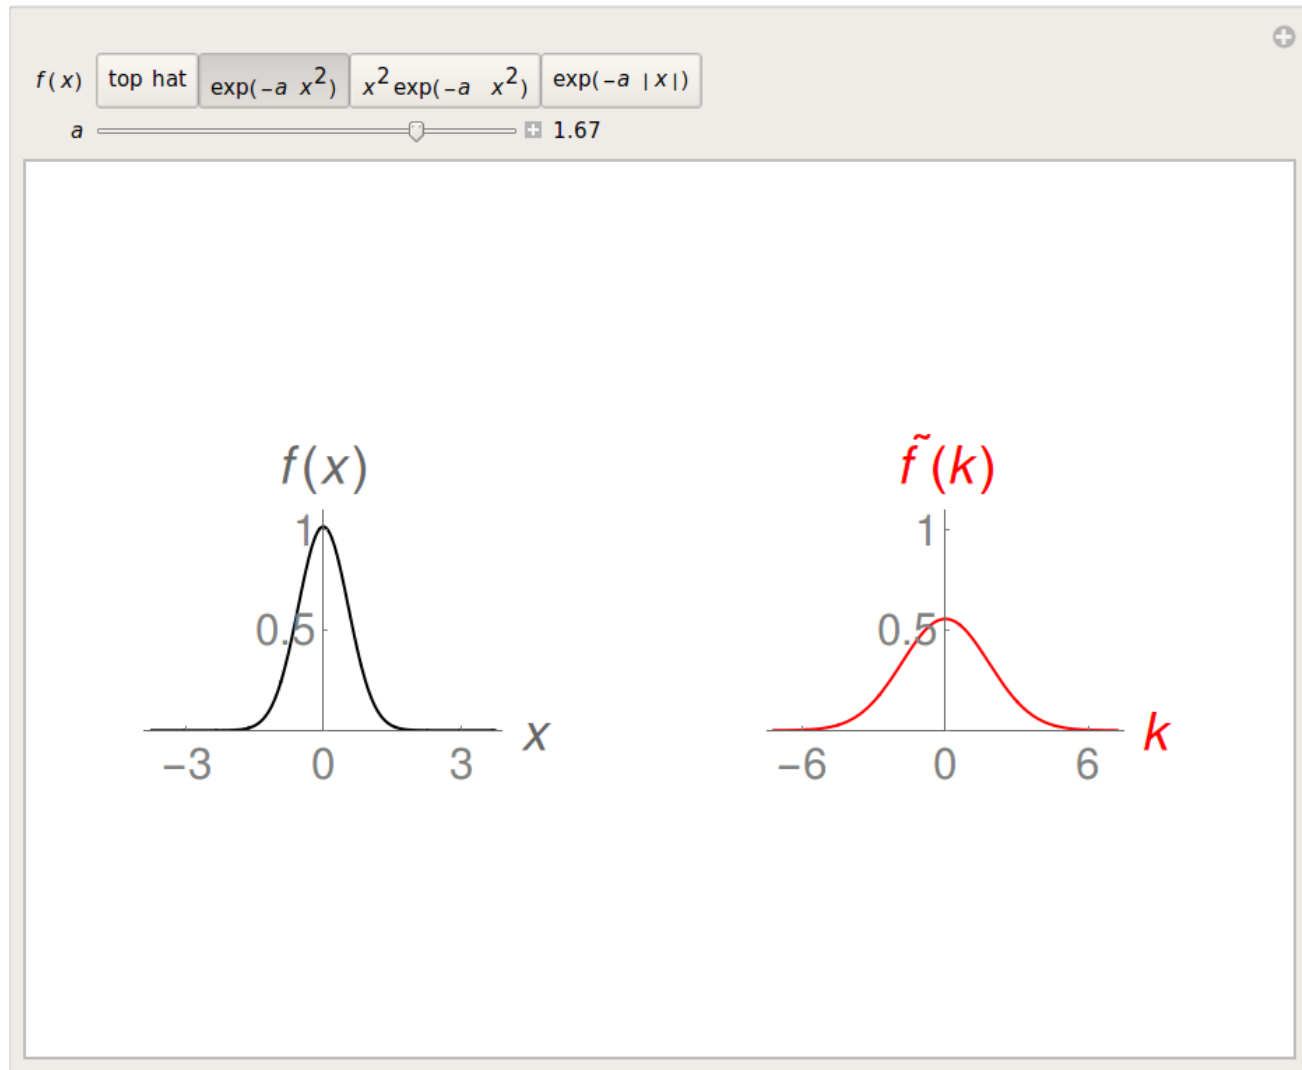 f(x) top hat exp(−a x²) x² exp(−a x²) exp(−a |x|)
a 1.67
f(x)
1
0.5
−3 0 3 x
f̃(k)
1
0.5
−6 0 6 k